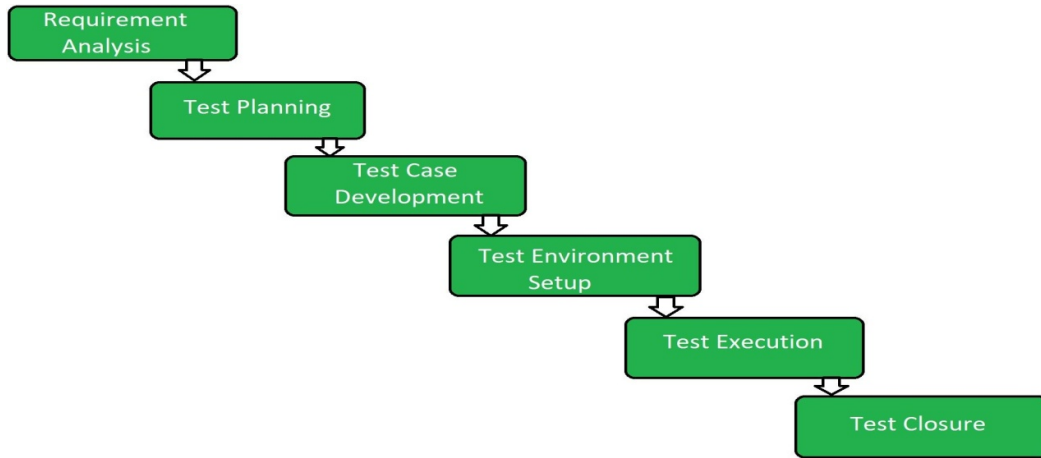 Requirement
Analysis
Test Planning
Test Case
Development
Test Environment
Setup
Test Execution
Test Closure